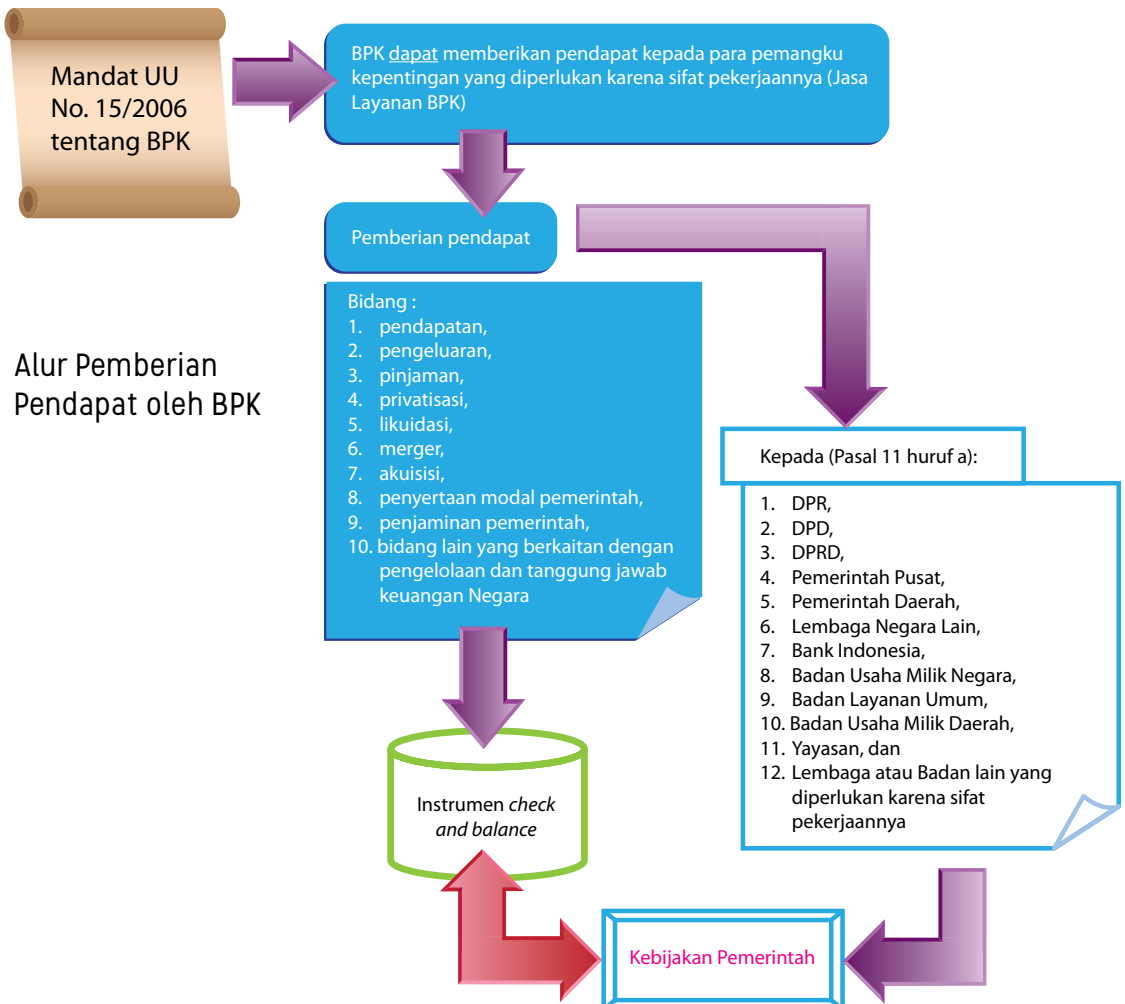 Mandat UU
No. 15/2006
tentang BPK
BPK dapat memberikan pendapat kepada para pemangku
kepentingan yang diperlukan karena sifat pekerjaannya (Jasa
Layanan BPK)
Pemberian pendapat
Alur Pemberian
Pendapat oleh BPK
Bidang :
1. pendapatan,
2. pengeluaran,
3. pinjaman,
4. privatisasi,
5. likuidasi,
6. merger,
7. akuisisi,
8. penyertaan modal pemerintah,
9. penjaminan pemerintah,
10. bidang lain yang berkaitan dengan
pengelolaan dan tanggung jawab
keuangan Negara
Kepada (Pasal 11 huruf a):
1. DPR,
2. DPD,
3. DPRD,
4. Pemerintah Pusat,
5. Pemerintah Daerah,
6. Lembaga Negara Lain,
7. Bank Indonesia,
8. Badan Usaha Milik Negara,
9. Badan Layanan Umum,
10. Badan Usaha Milik Daerah,
11. Yayasan, dan
12. Lembaga atau Badan lain yang
diperlukan karena sifat
pekerjaannya
Instrumen check
and balance
Kebijakan Pemerintah